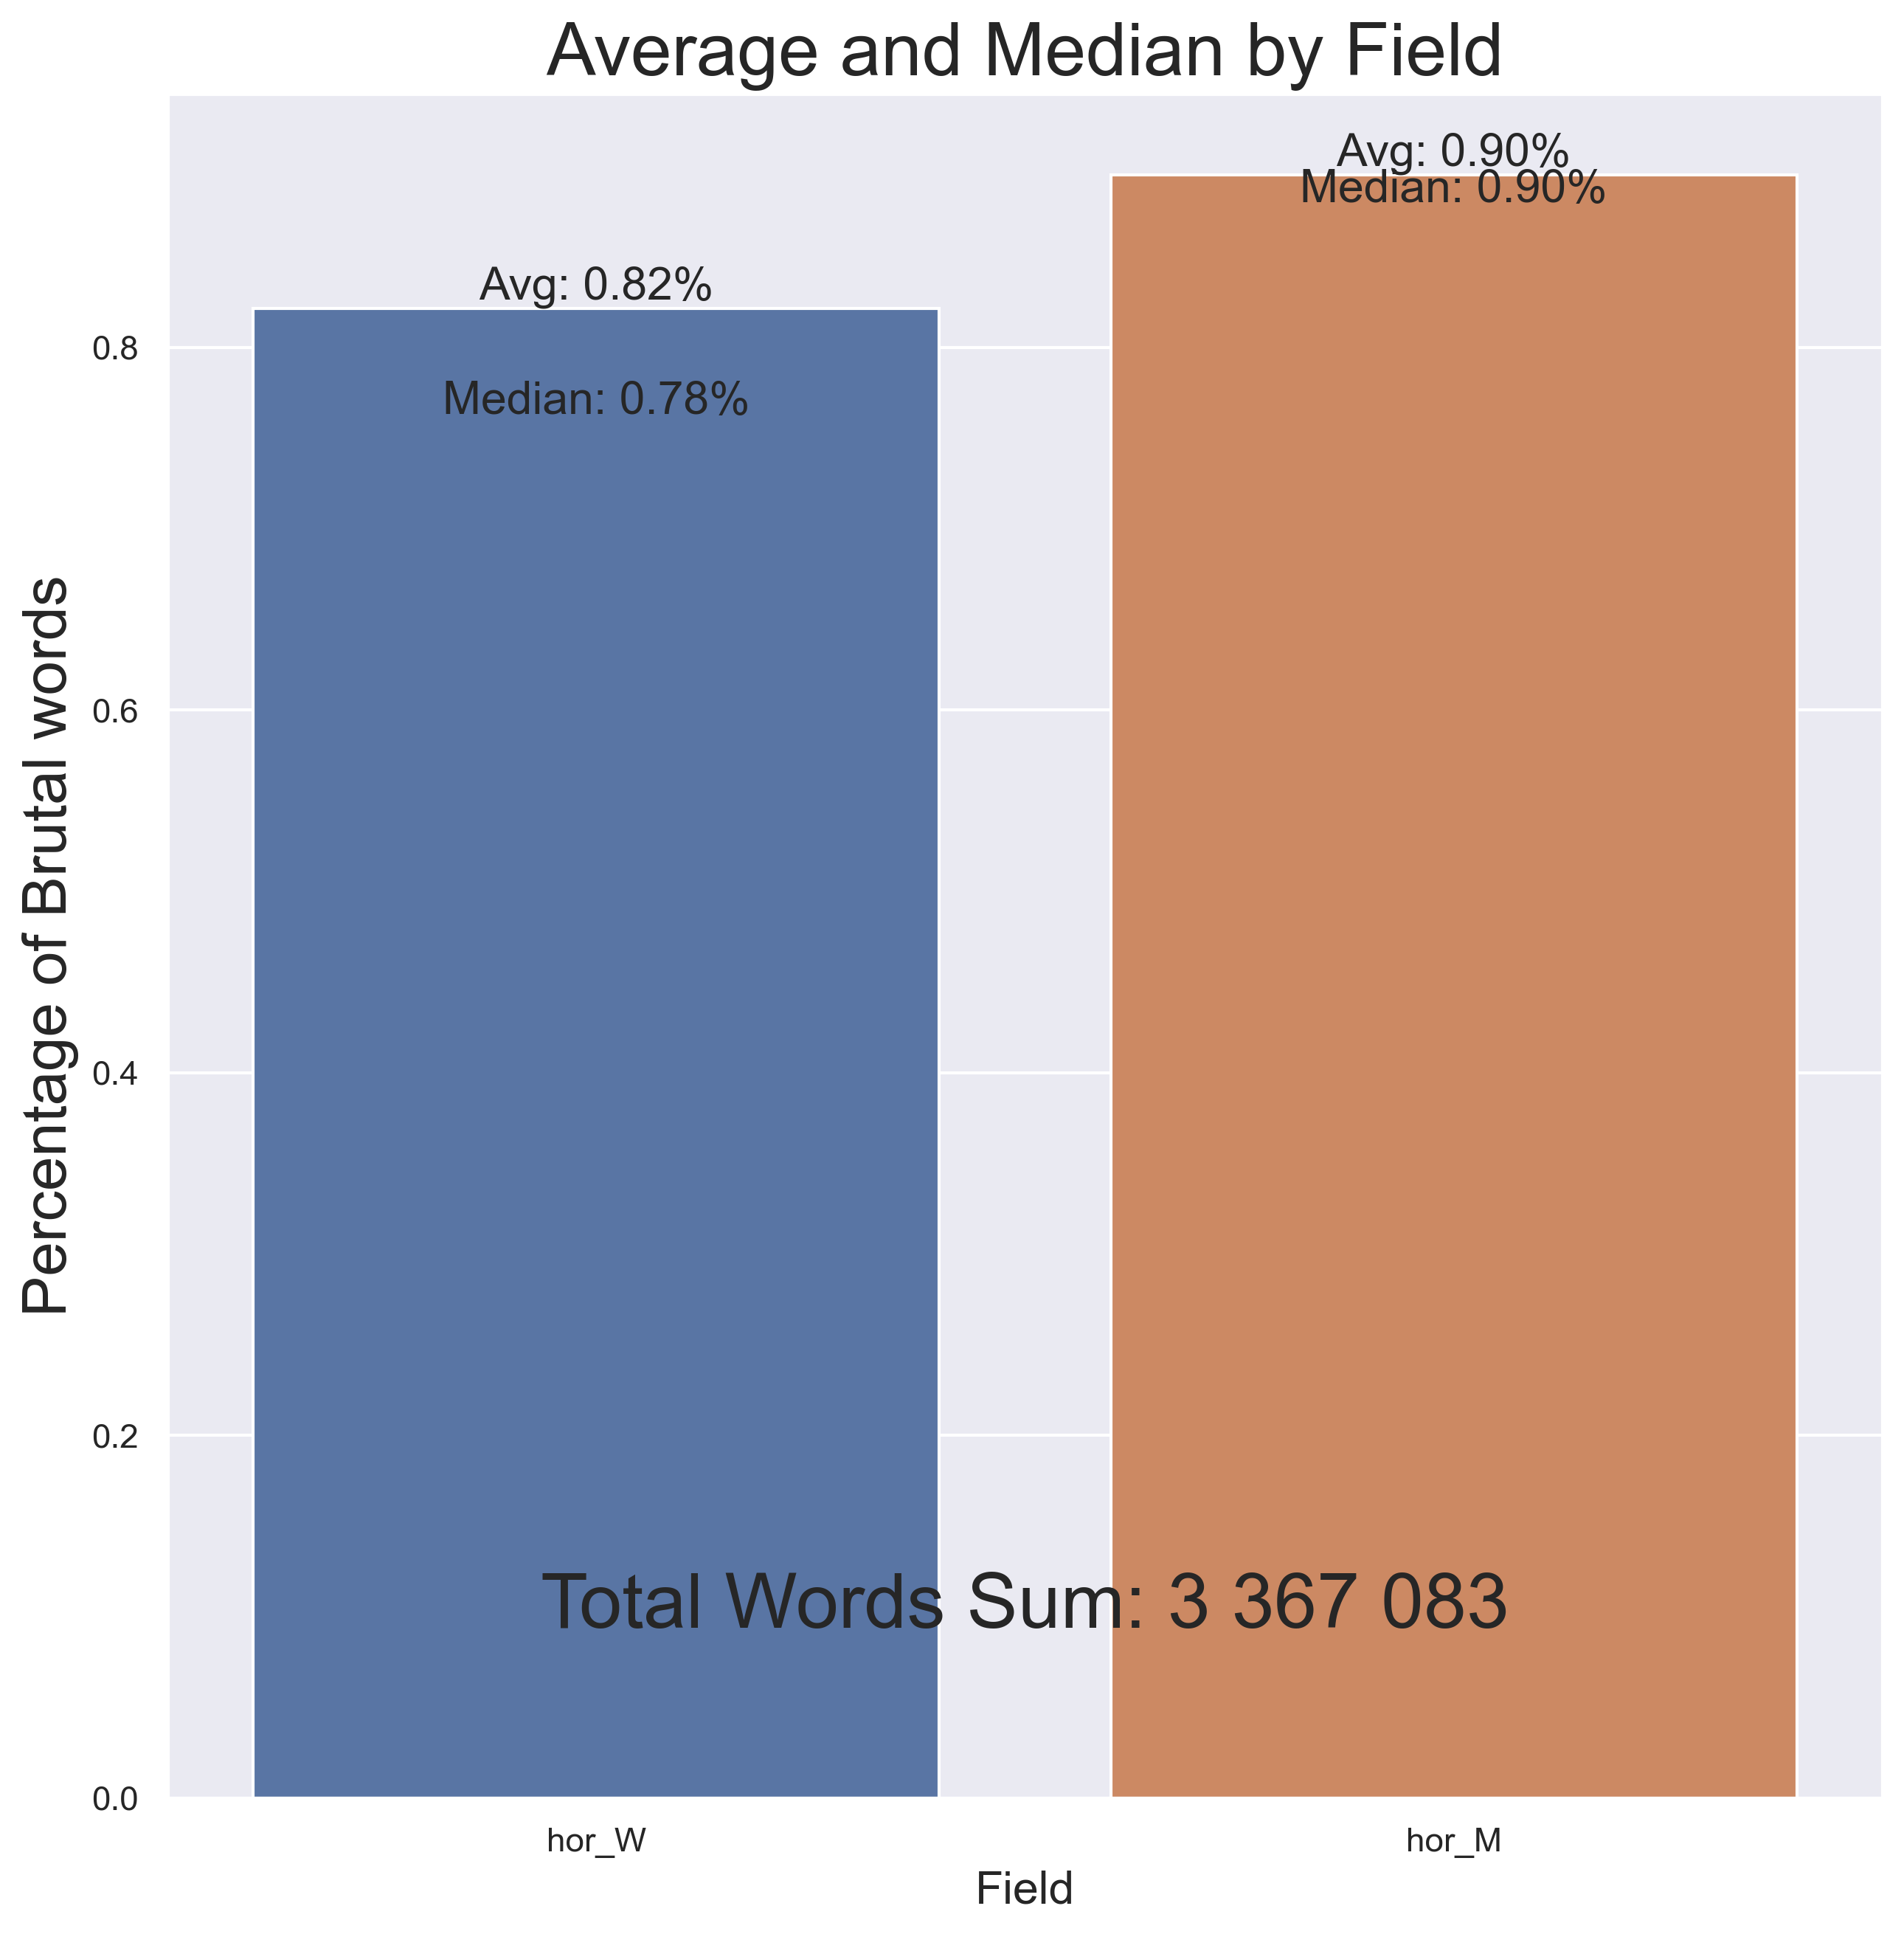 Average and Median by Field
Avg: 0.90%
Median: 0.90%
Avg: 0.82%
Median: 0.78%
Percentage of Brutal words
0.8
0.6
0.4
0.2
0.0
Total Words Sum: 3 367 083
hor_W
hor_M
Field